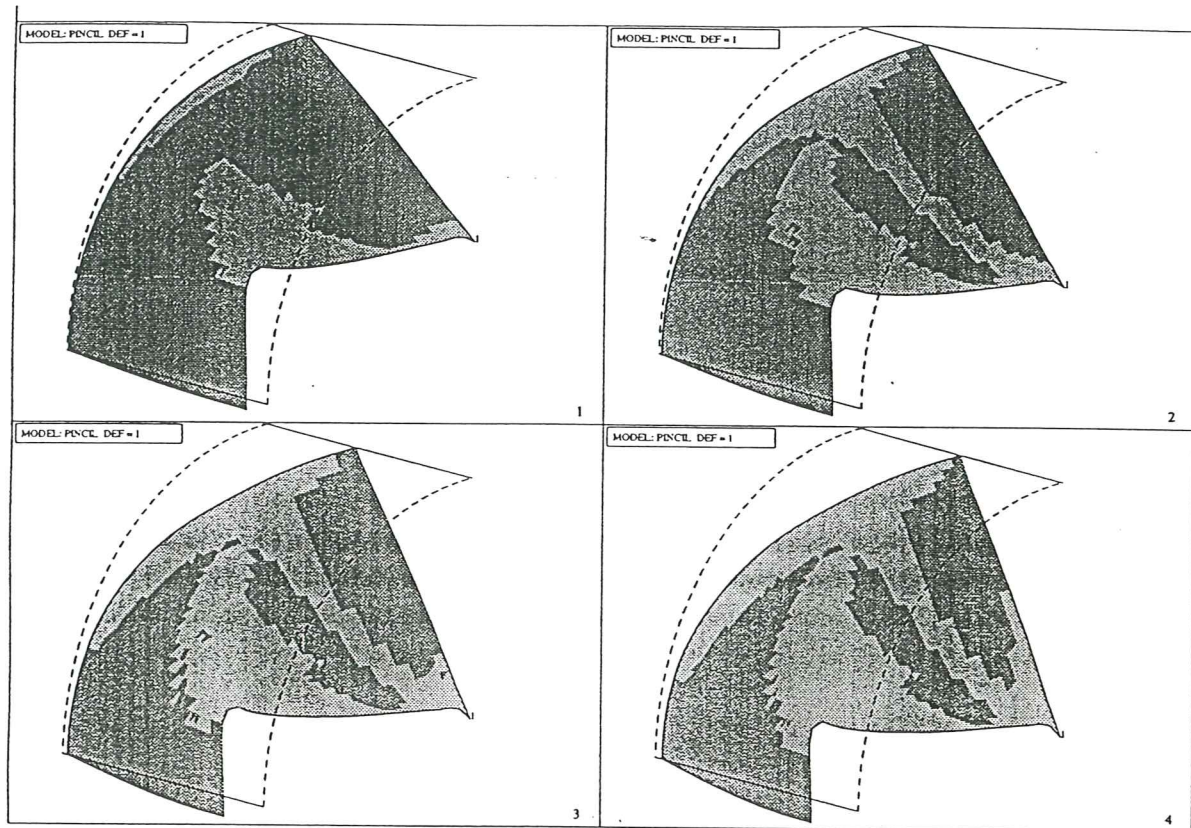 MODEL: PINCIL DEF = 1
1
MODEL: PINCIL DEF = 1
2
MODEL: PINCIL DEF = 1
3
MODEL: PINCIL DEF = 1
4